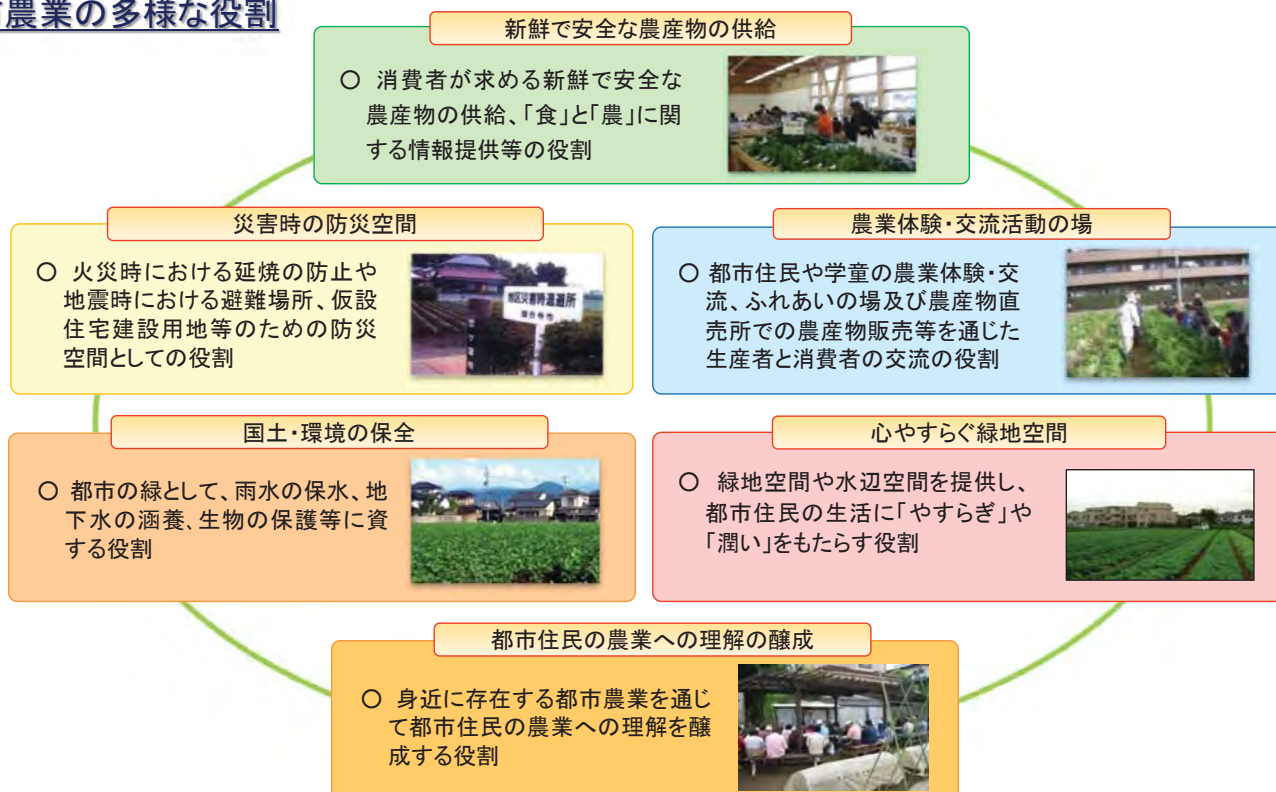 市農業の多様な役割
新鮮で安全な農産物の供給
○ 消費者が求める新鮮で安全な
農産物の供給、「食」と「農」に関
する情報提供等の役割
災害時の防災空間
○ 火災時における延焼の防止や
地震時における避難場所、仮設
住宅建設用地等のための防災
空間としての役割
地区災害時退避所
農業体験・交流活動の場
○ 都市住民や学童の農業体験・交
流、ふれあいの場及び農産物直
売所での農産物販売等を通じた
生産者と消費者の交流の役割
国土・環境の保全
○ 都市の緑として、雨水の保水、地
下水の涵養、生物の保護等に資
する役割
心やすらぐ緑地空間
○ 緑地空間や水辺空間を提供し、
都市住民の生活に「やすらぎ」や
「潤い」をもたらす役割
都市住民の農業への理解の醸成
○ 身近に存在する都市農業を通じ
て都市住民の農業への理解を醸
成する役割